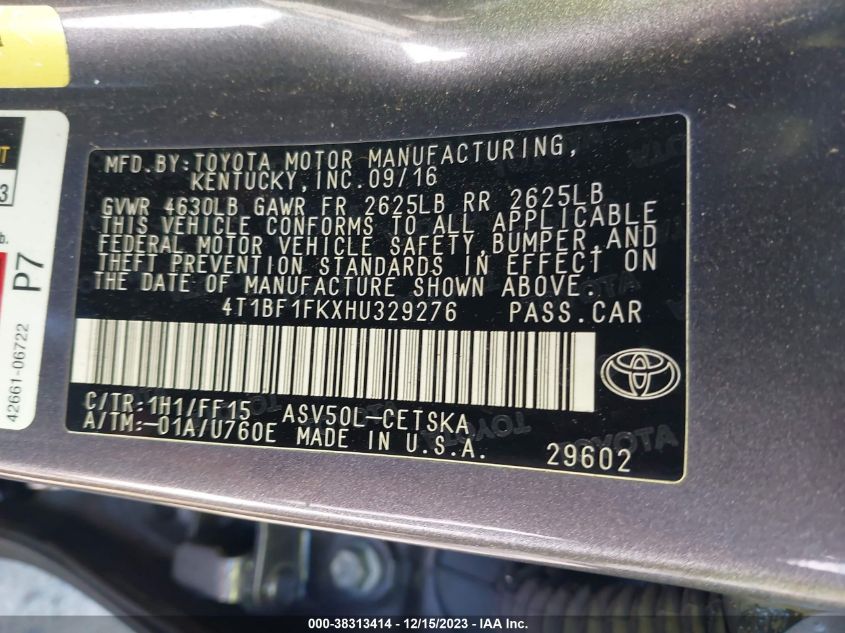 MFD.BY:TOYOTA MOTOR MANUFACTURING,
KENTUCKY,INC.09/16
GVWR 4630LB GAWR FR 2625LB RR 2625LB
THIS VEHICLE CONFORMS TO ALL APPLICABLE
FEDERAL MOTOR VEHICLE SAFETY,BUMPER,AND
THEFT PREVENTION STANDARDS IN EFFECT ON
THE DATE OF MANUFACTURE SHOWN ABOVE.
4T1BF1FKXHU329276 PASS.CAR
C/TR:1H1/FF15 ASV50L-CETSKA
A/TM:-01A/U760E MADE IN U.S.A.
29602
3
P7
42661-06722
000-38313414 - 12/15/2023 - IAA Inc.